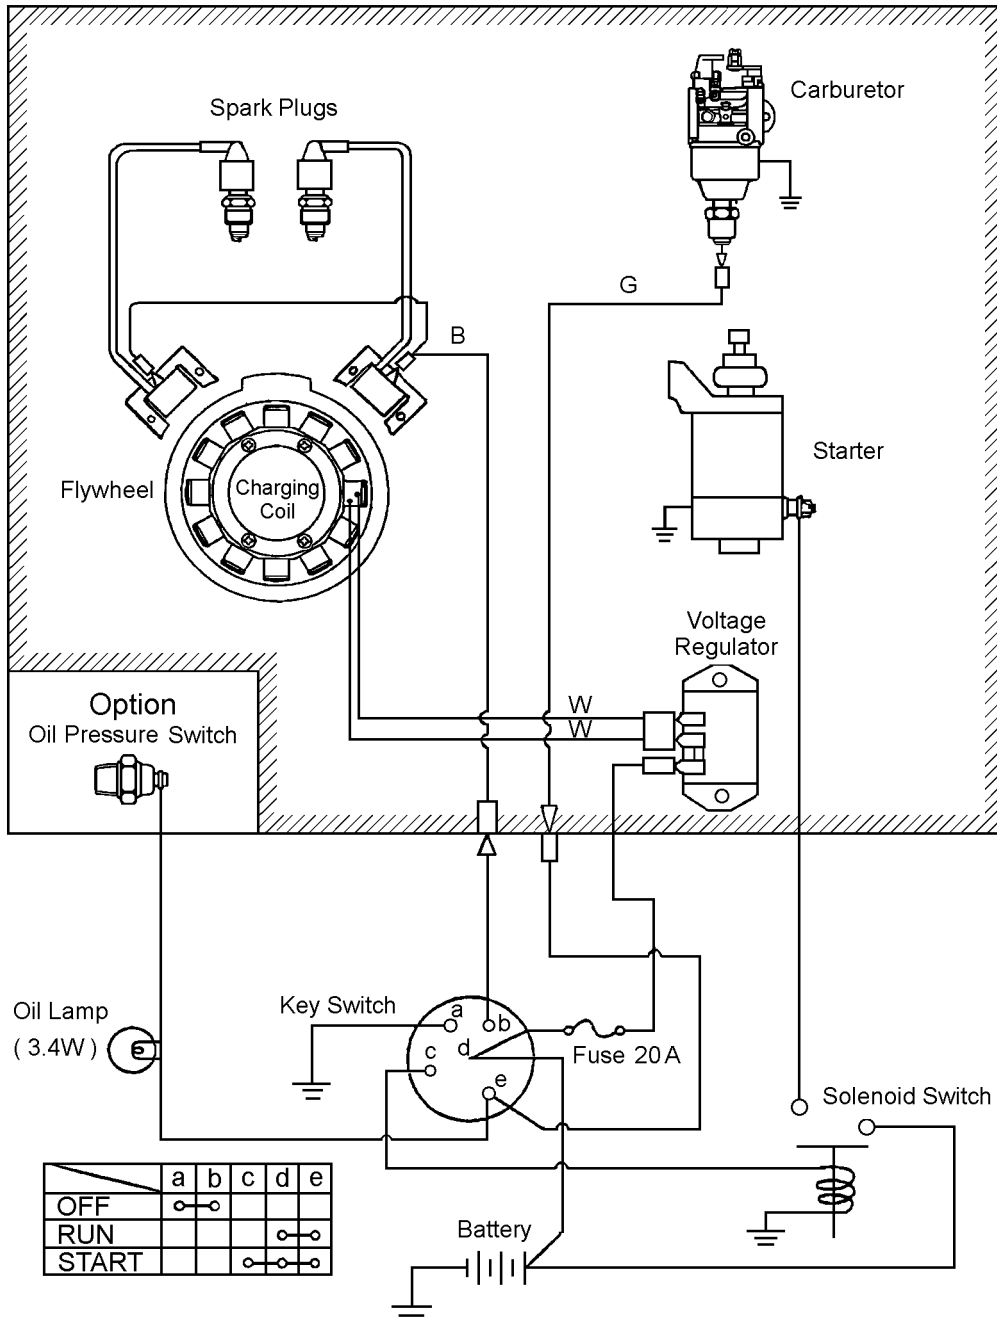 Spark Plugs
Carburetor
G
B
Flywheel
Charging
Coil
Starter
Voltage
Regulator
W
W
Option
Oil Pressure Switch
Oil Lamp
( 3.4W )
Key Switch
a
b
c
d
e
Fuse 20A
Solenoid Switch
a b c d e
OFF
RUN
START
Battery